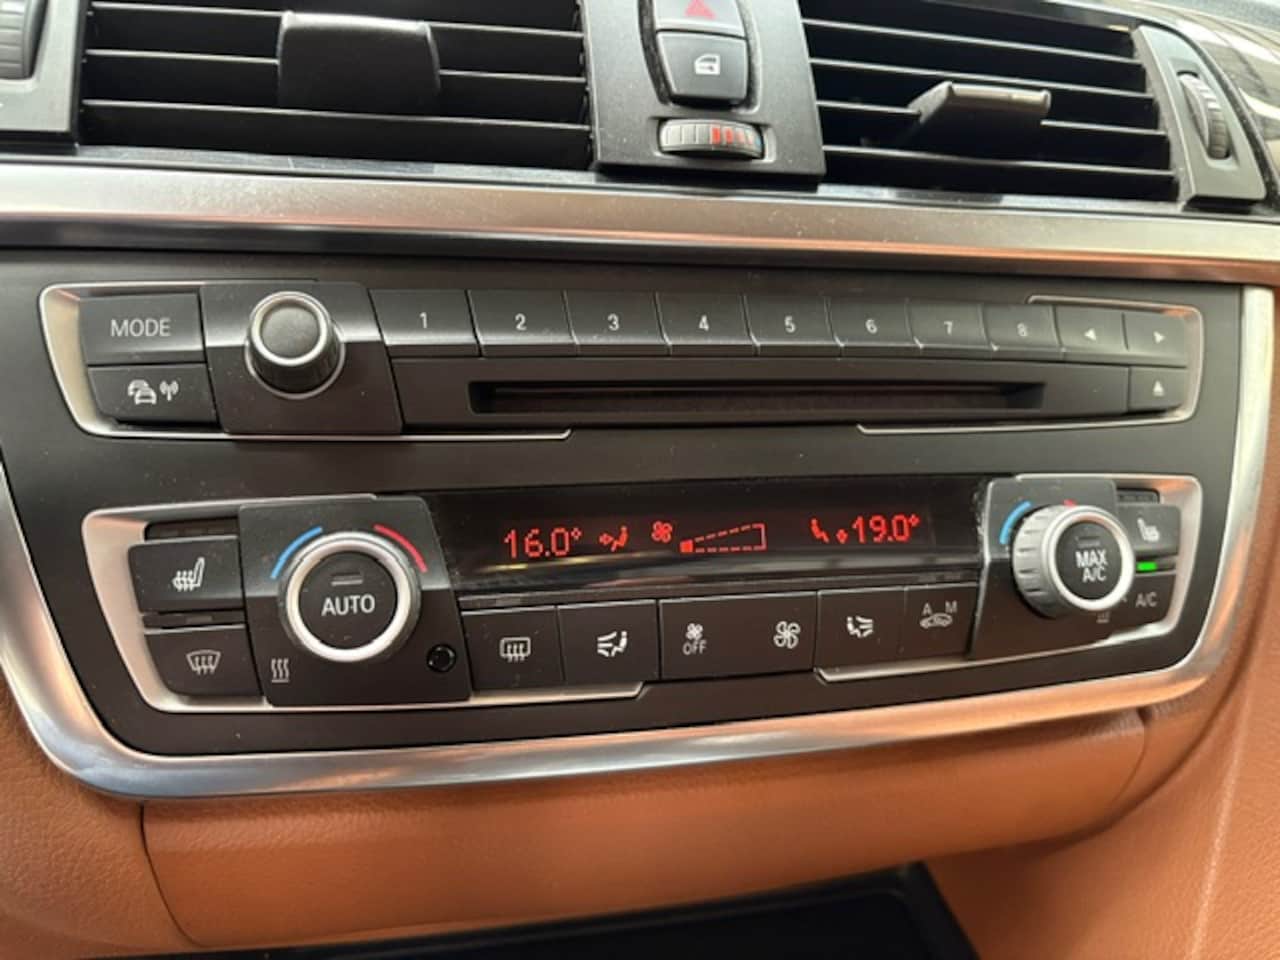 MODE 1 2 3 4 5 6 7 8
16.0° 19.0°
AUTO MAX A/C
OFF A M A/C